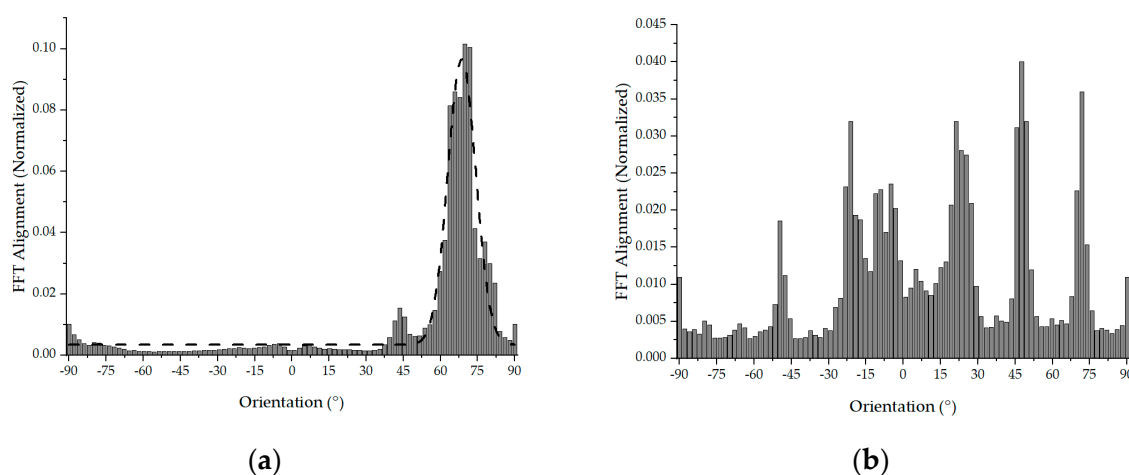 0.10
0.08
0.06
0.04
0.02
0.00
FFT Alignment (Normalized)
-90 -75 -60 -45 -30 -15 0 15 30 45 60 75 90
Orientation (°)
(a)
0.045
0.040
0.035
0.030
0.025
0.020
0.015
0.010
0.005
0.000
FFT Alignment (Normalized)
-90 -75 -60 -45 -30 -15 0 15 30 45 60 75 90
Orientation (°)
(b)